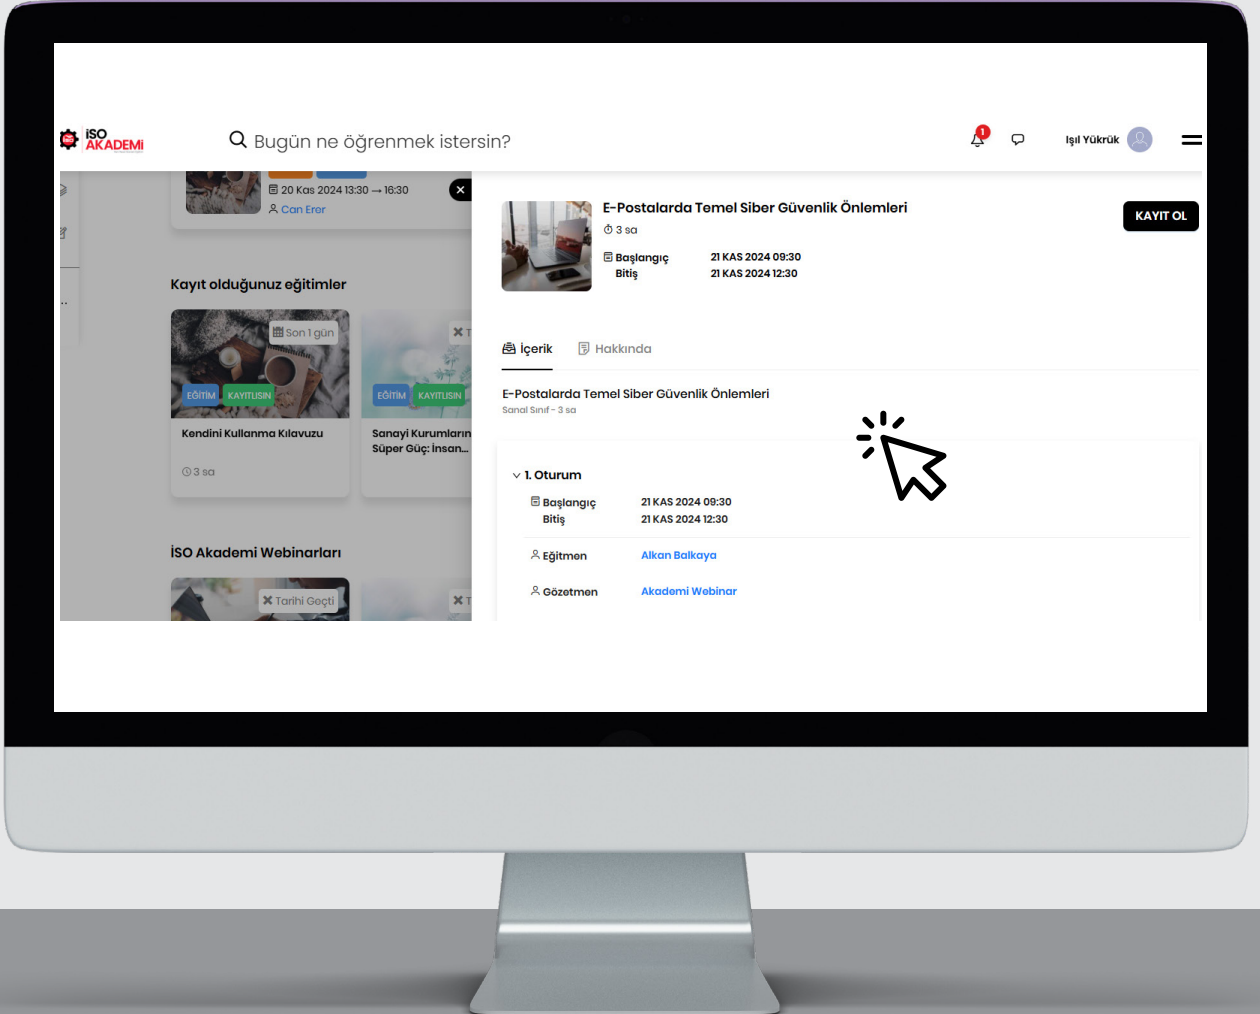 İSO
AKADEMİ
Bugün ne öğrenmek istersin?
1
Işıl Yükrük
20 Kas 2024 13:30 → 16:30
Can Erer
Kayıt olduğunuz eğitimler
Son 1 gün
EĞİTİM KAYITLISIN
Kendini Kullanma Kılavuzu
3 sa
EĞİTİM KAYITLISIN
Sanayi Kurumların
Süper Güç: İnsan...
İSO Akademi Webinarları
Tarihi Geçti
E-Postalarda Temel Siber Güvenlik Önlemleri
3 sa
KAYIT OL
Başlangıç 21 KAS 2024 09:30
Bitiş 21 KAS 2024 12:30
İçerik Hakkında
E-Postalarda Temel Siber Güvenlik Önlemleri
Sanal Sınıf - 3 sa
1. Oturum
Başlangıç 21 KAS 2024 09:30
Bitiş 21 KAS 2024 12:30
Eğitmen Alkan Balkaya
Gözetmen Akademi Webinar